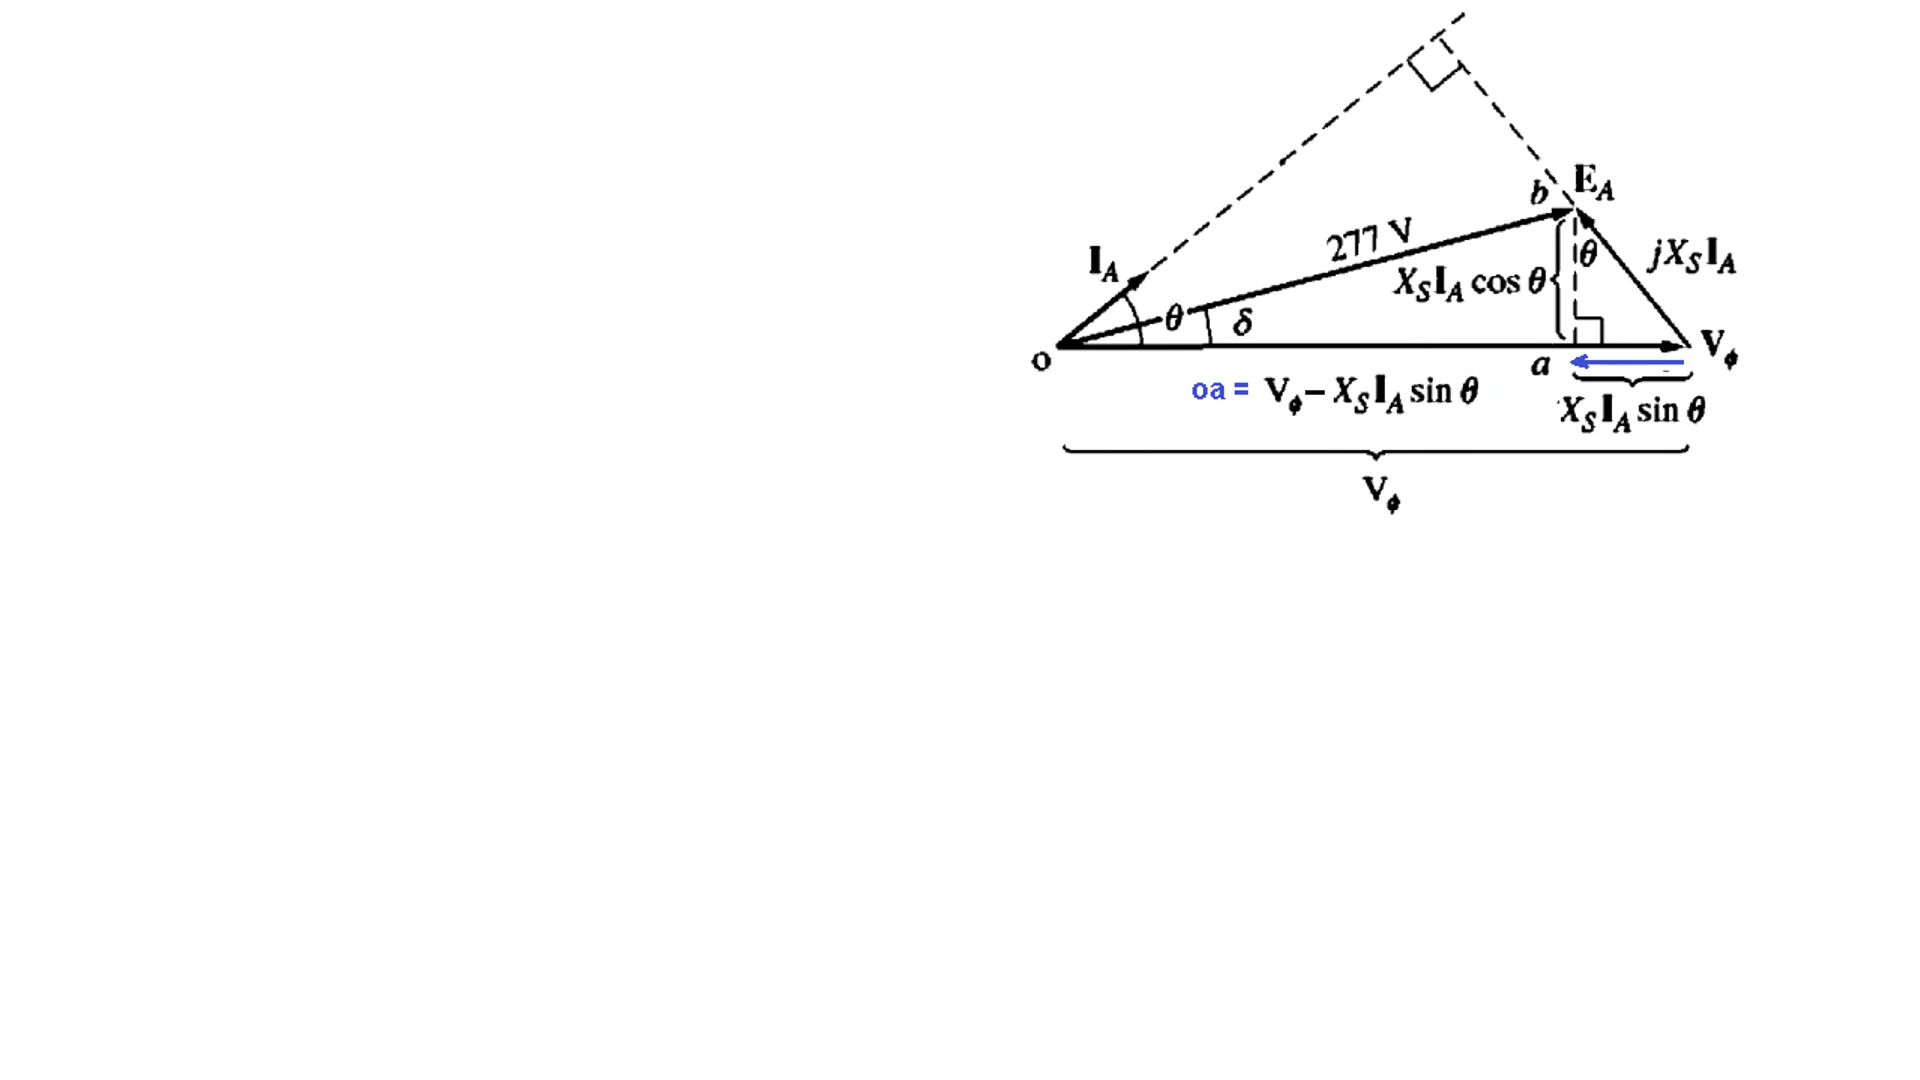 b E_A
277 V
I_A
θ
jX_S I_A
X_S I_A cos θ
θ
δ
o
a
V_ϕ
oa = V_ϕ – X_S I_A sin θ
X_S I_A sin θ
V_ϕ